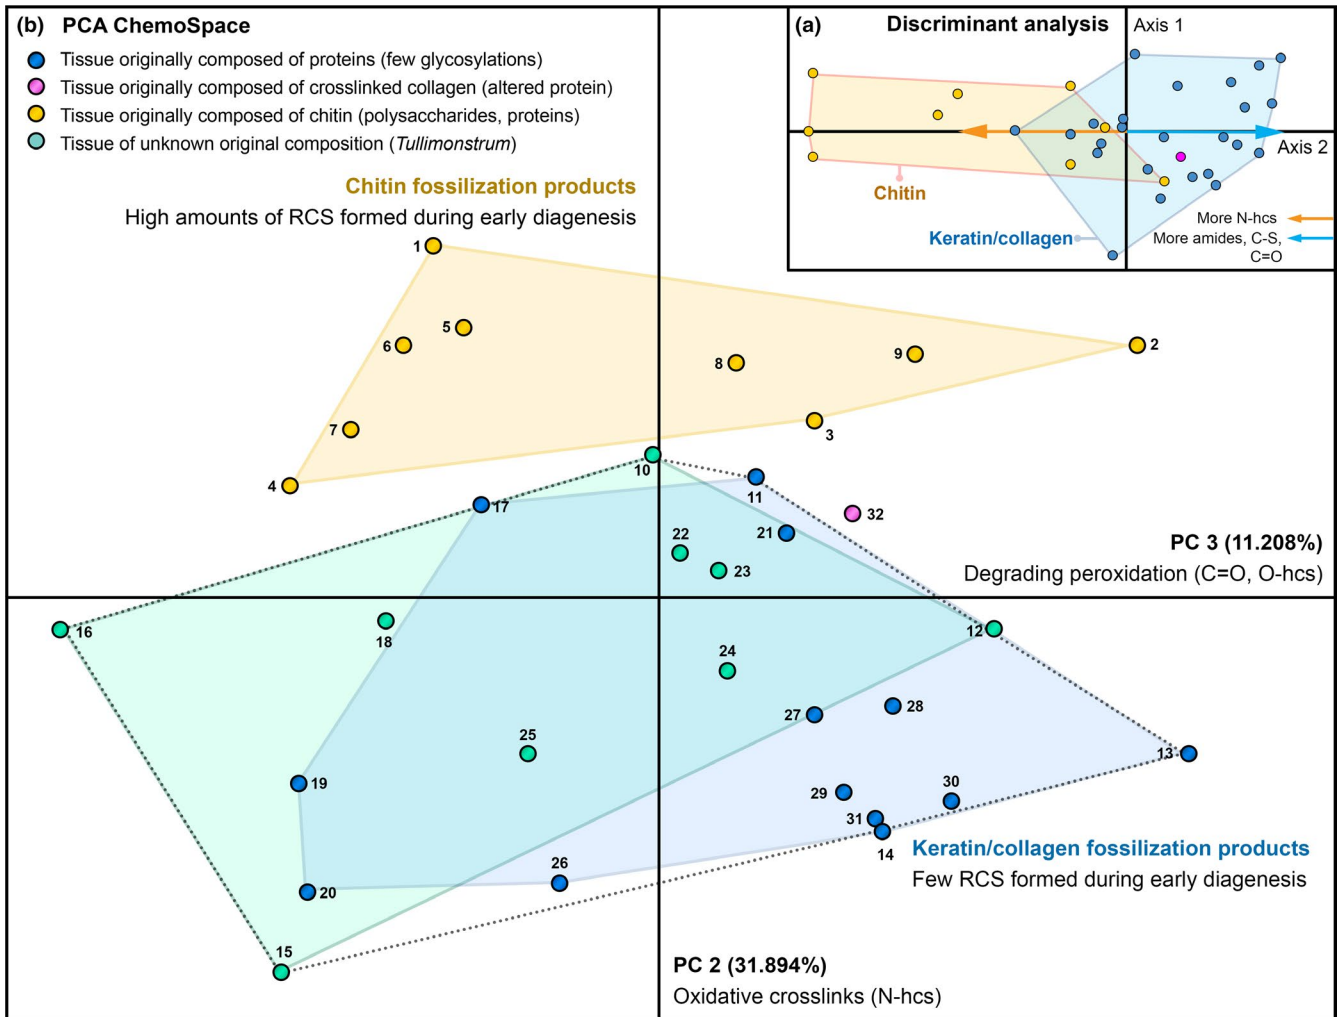 (b) PCA ChemoSpace
Tissue originally composed of proteins (few glycosylations)
Tissue originally composed of crosslinked collagen (altered protein)
Tissue originally composed of chitin (polysaccharides, proteins)
Tissue of unknown original composition (Tullimonstrum)
(a) Discriminant analysis
Axis 1
Axis 2
Chitin
Keratin/collagen
More N-hcs
More amides, C-S,
C=O
Chitin fossilization products
High amounts of RCS formed during early diagenesis
1
5
6
2
9
8
3
7
10
4
11
17
32
21
22
23
PC 3 (11.208%)
Degrading peroxidation (C=O, O-hcs)
16
18
12
24
28
27
25
13
19
29
30
31
14
Keratin/collagen fossilization products
Few RCS formed during early diagenesis
26
20
15
PC 2 (31.894%)
Oxidative crosslinks (N-hcs)